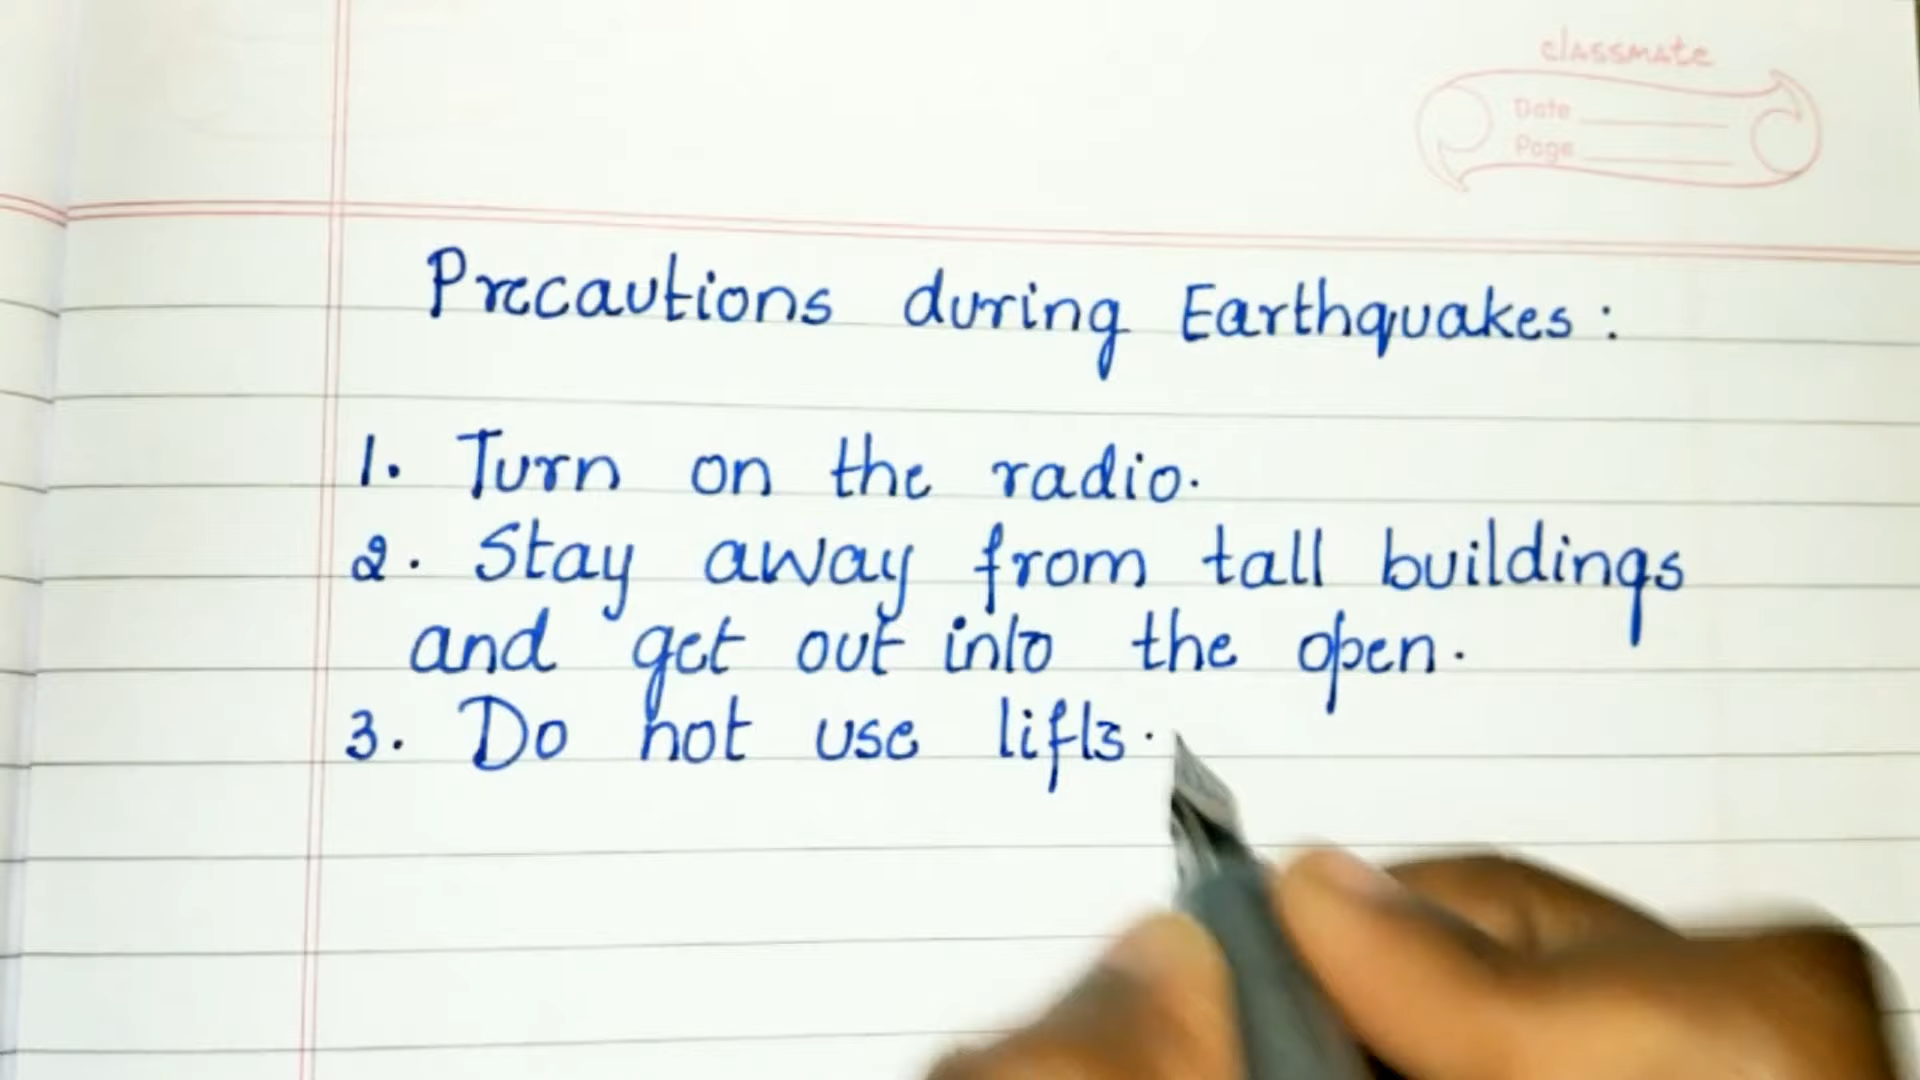 classmate
Date
Page
Precautions during Earthquakes:
1. Turn on the radio.
2. Stay away from tall buildings
and get out into the open.
3. Do not use lifts.